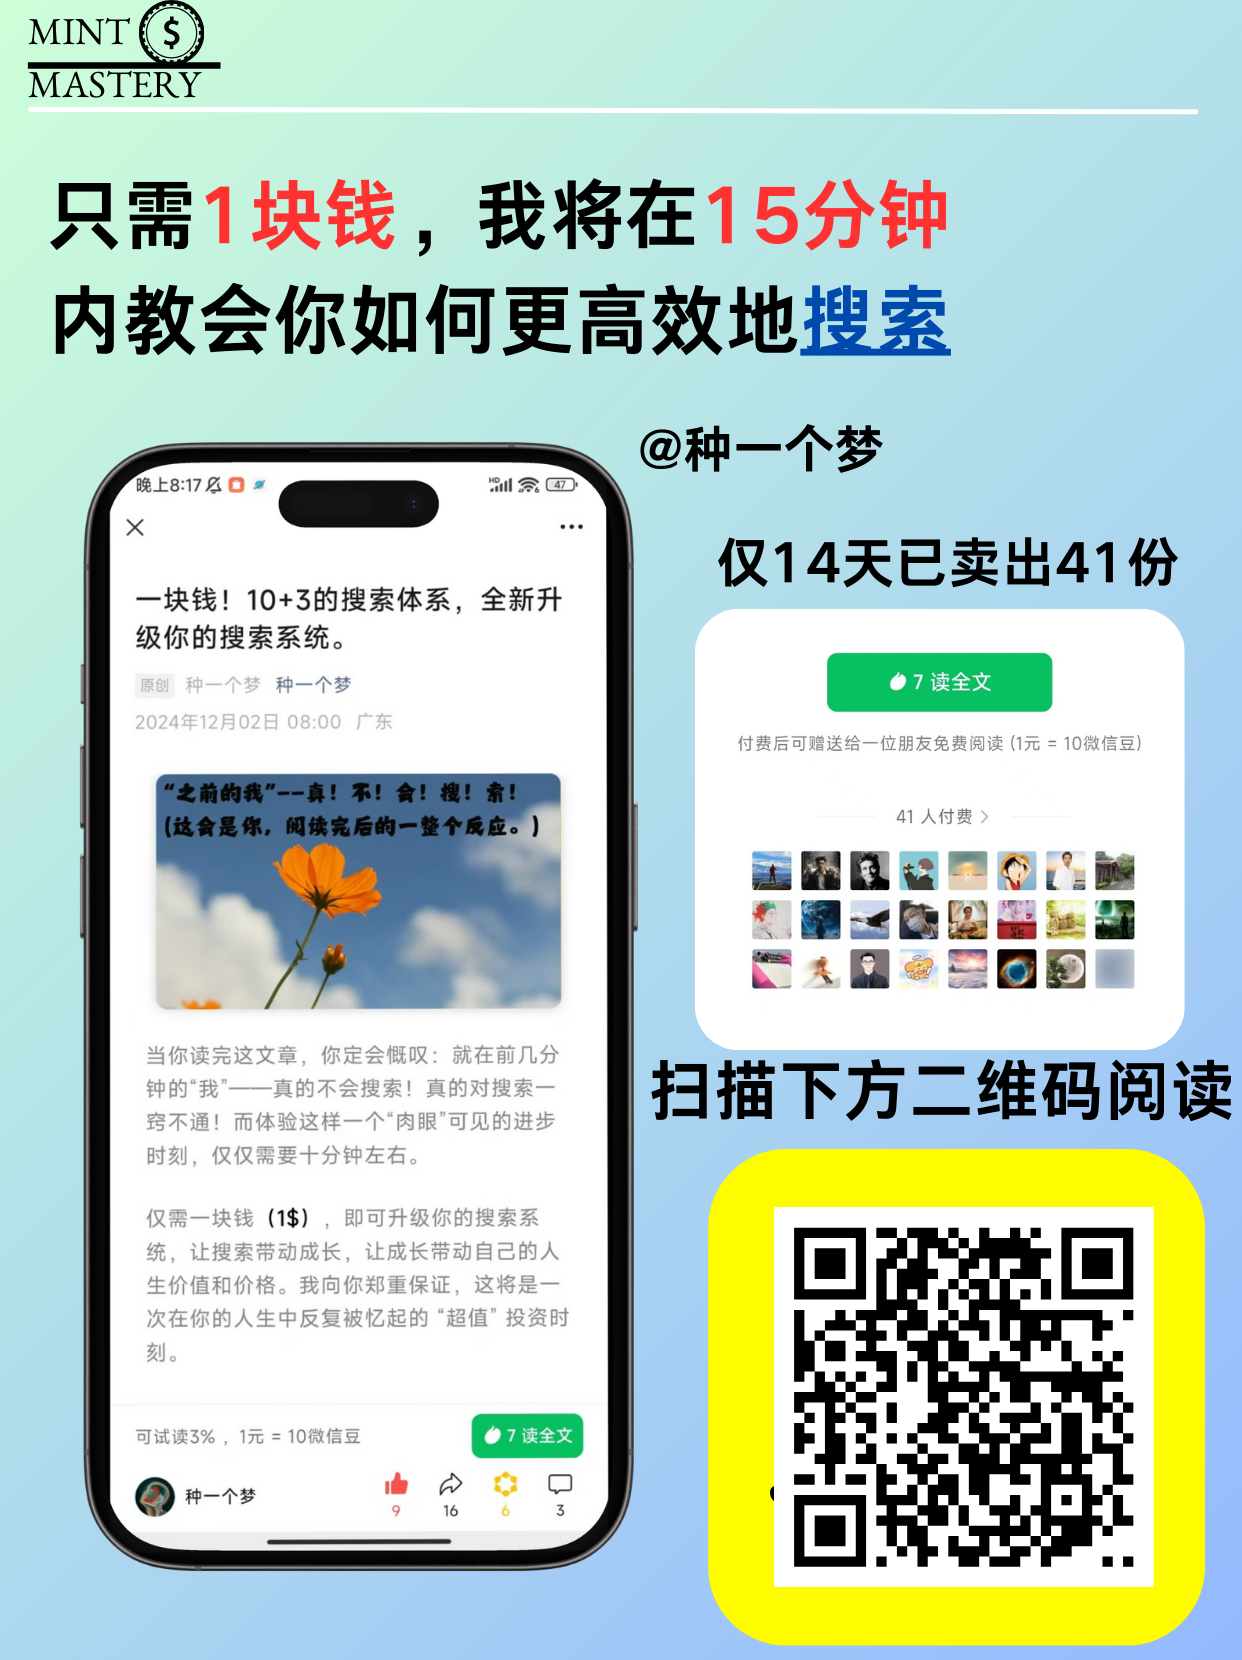 MINT $
MASTERY
只需1块钱，我将在15分钟
内教会你如何更高效地搜索
@种一个梦
仅14天已卖出41份
晚上8:17
HD
47
一块钱！10+3的搜索体系，全新升
级你的搜索系统。
原创 种一个梦 种一个梦
2024年12月02日 08:00 广东
“之前的我”--真！不！会！搜！索！
(这会是你，阅读完后的一整个反应。)
当你读完这文章，你定会慨叹：就在前几分
钟的“我”——真的不会搜索！真的对搜索一
窍不通！而体验这样一个“肉眼”可见的进步
时刻，仅仅需要十分钟左右。
仅需一块钱（1$），即可升级你的搜索系
统，让搜索带动成长，让成长带动自己的人
生价值和价格。我向你郑重保证，这将是一
次在你的人生中反复被忆起的 “超值” 投资时
刻。
可试读3% ，1元 = 10微信豆
7 读全文
种一个梦
9 16 6 3
7 读全文
付费后可赠送给一位朋友免费阅读 (1元 = 10微信豆)
41 人付费
扫描下方二维码阅读